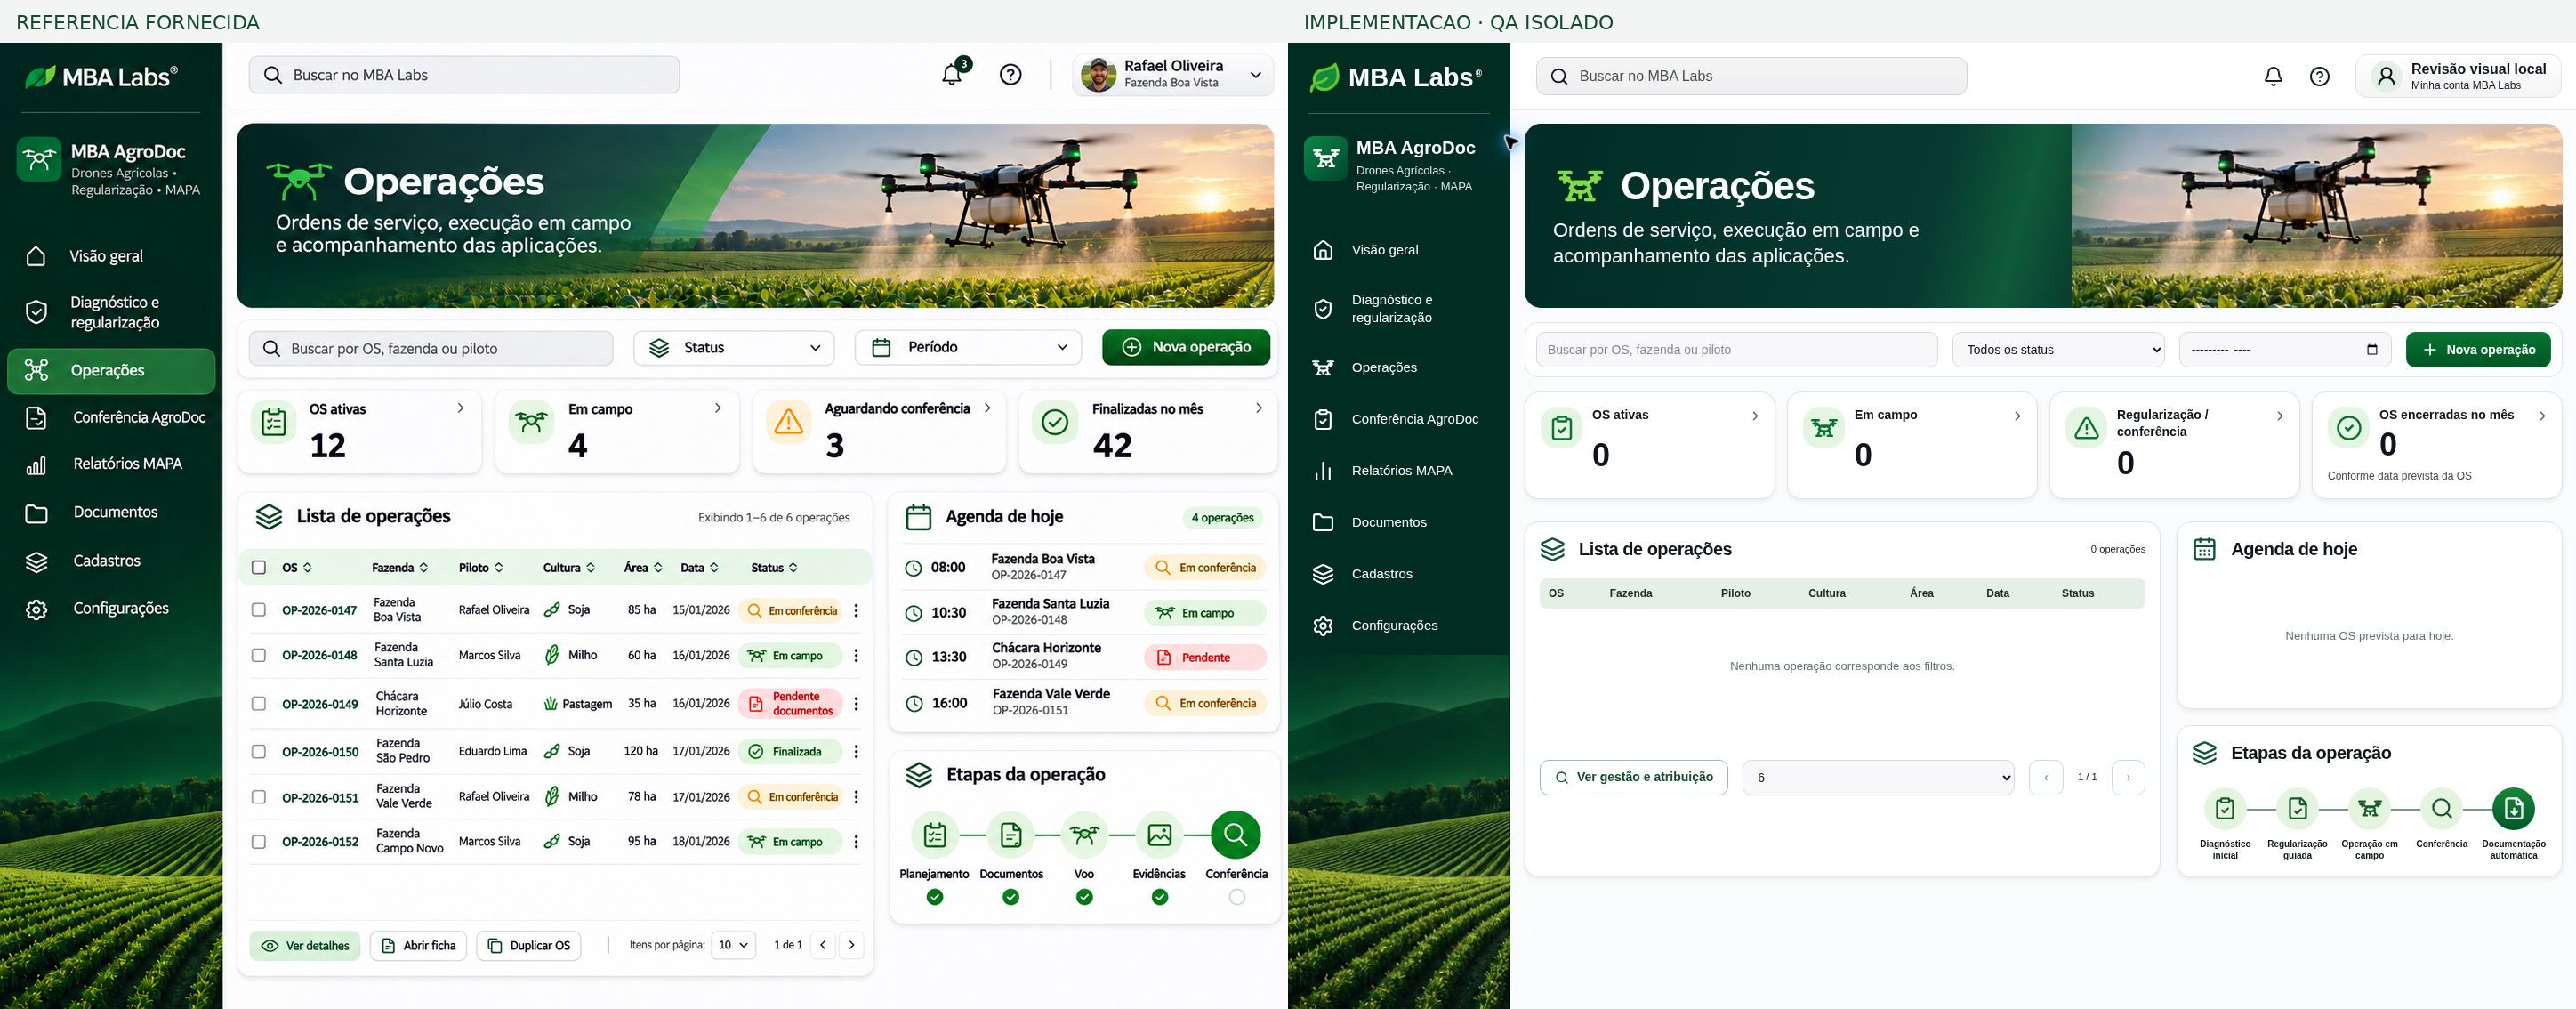 REFERENCIA FORNECIDA
MBA Labs®
MBA AgroDoc
Drones Agrícolas •
Regularização • MAPA
Visão geral
Diagnóstico e
regularização
Operações
Conferência AgroDoc
Relatórios MAPA
Documentos
Cadastros
Configurações
Buscar no MBA Labs
3
Rafael Oliveira
Fazenda Boa Vista
Operações
Ordens de serviço, execução em campo
e acompanhamento das aplicações.
Buscar por OS, fazenda ou piloto
Status
Período
Nova operação
OS ativas
12
Em campo
4
Aguardando conferência
3
Finalizadas no mês
42
Lista de operações
Exibindo 1–6 de 6 operações
OS Fazenda Piloto Cultura Área Data Status
OP-2026-0147 Fazenda Boa Vista Rafael Oliveira Soja 85 ha 15/01/2026 Em conferência
OP-2026-0148 Fazenda Santa Luzia Marcos Silva Milho 60 ha 16/01/2026 Em campo
OP-2026-0149 Chácara Horizonte Júlio Costa Pastagem 35 ha 16/01/2026 Pendente documentos
OP-2026-0150 Fazenda São Pedro Eduardo Lima Soja 120 ha 17/01/2026 Finalizada
OP-2026-0151 Fazenda Vale Verde Rafael Oliveira Milho 78 ha 17/01/2026 Em conferência
OP-2026-0152 Fazenda Campo Novo Marcos Silva Soja 95 ha 18/01/2026 Em campo
Ver detalhes
Abrir ficha
Duplicar OS
Itens por página: 10
1 de 1
Agenda de hoje
4 operações
08:00 Fazenda Boa Vista Em conferência
OP-2026-0147
10:30 Fazenda Santa Luzia Em campo
OP-2026-0148
13:30 Chácara Horizonte Pendente
OP-2026-0149
16:00 Fazenda Vale Verde Em conferência
OP-2026-0151
Etapas da operação
Planejamento Documentos Voo Evidências Conferência
IMPLEMENTACAO · QA ISOLADO
MBA Labs®
MBA AgroDoc
Drones Agrícolas ·
Regularização · MAPA
Visão geral
Diagnóstico e
regularização
Operações
Conferência AgroDoc
Relatórios MAPA
Documentos
Cadastros
Configurações
Buscar no MBA Labs
Revisão visual local
Minha conta MBA Labs
Operações
Ordens de serviço, execução em campo e
acompanhamento das aplicações.
Buscar por OS, fazenda ou piloto
Todos os status
--------- ----
Nova operação
OS ativas
0
Em campo
0
Regularização /
conferência
0
OS encerradas no mês
0
Conforme data prevista da OS
Lista de operações
0 operações
OS Fazenda Piloto Cultura Área Data Status
Nenhuma operação corresponde aos filtros.
Ver gestão e atribuição
6
1 / 1
Agenda de hoje
Nenhuma OS prevista para hoje.
Etapas da operação
Diagnóstico inicial
Regularização guiada
Operação em campo
Conferência
Documentação automática